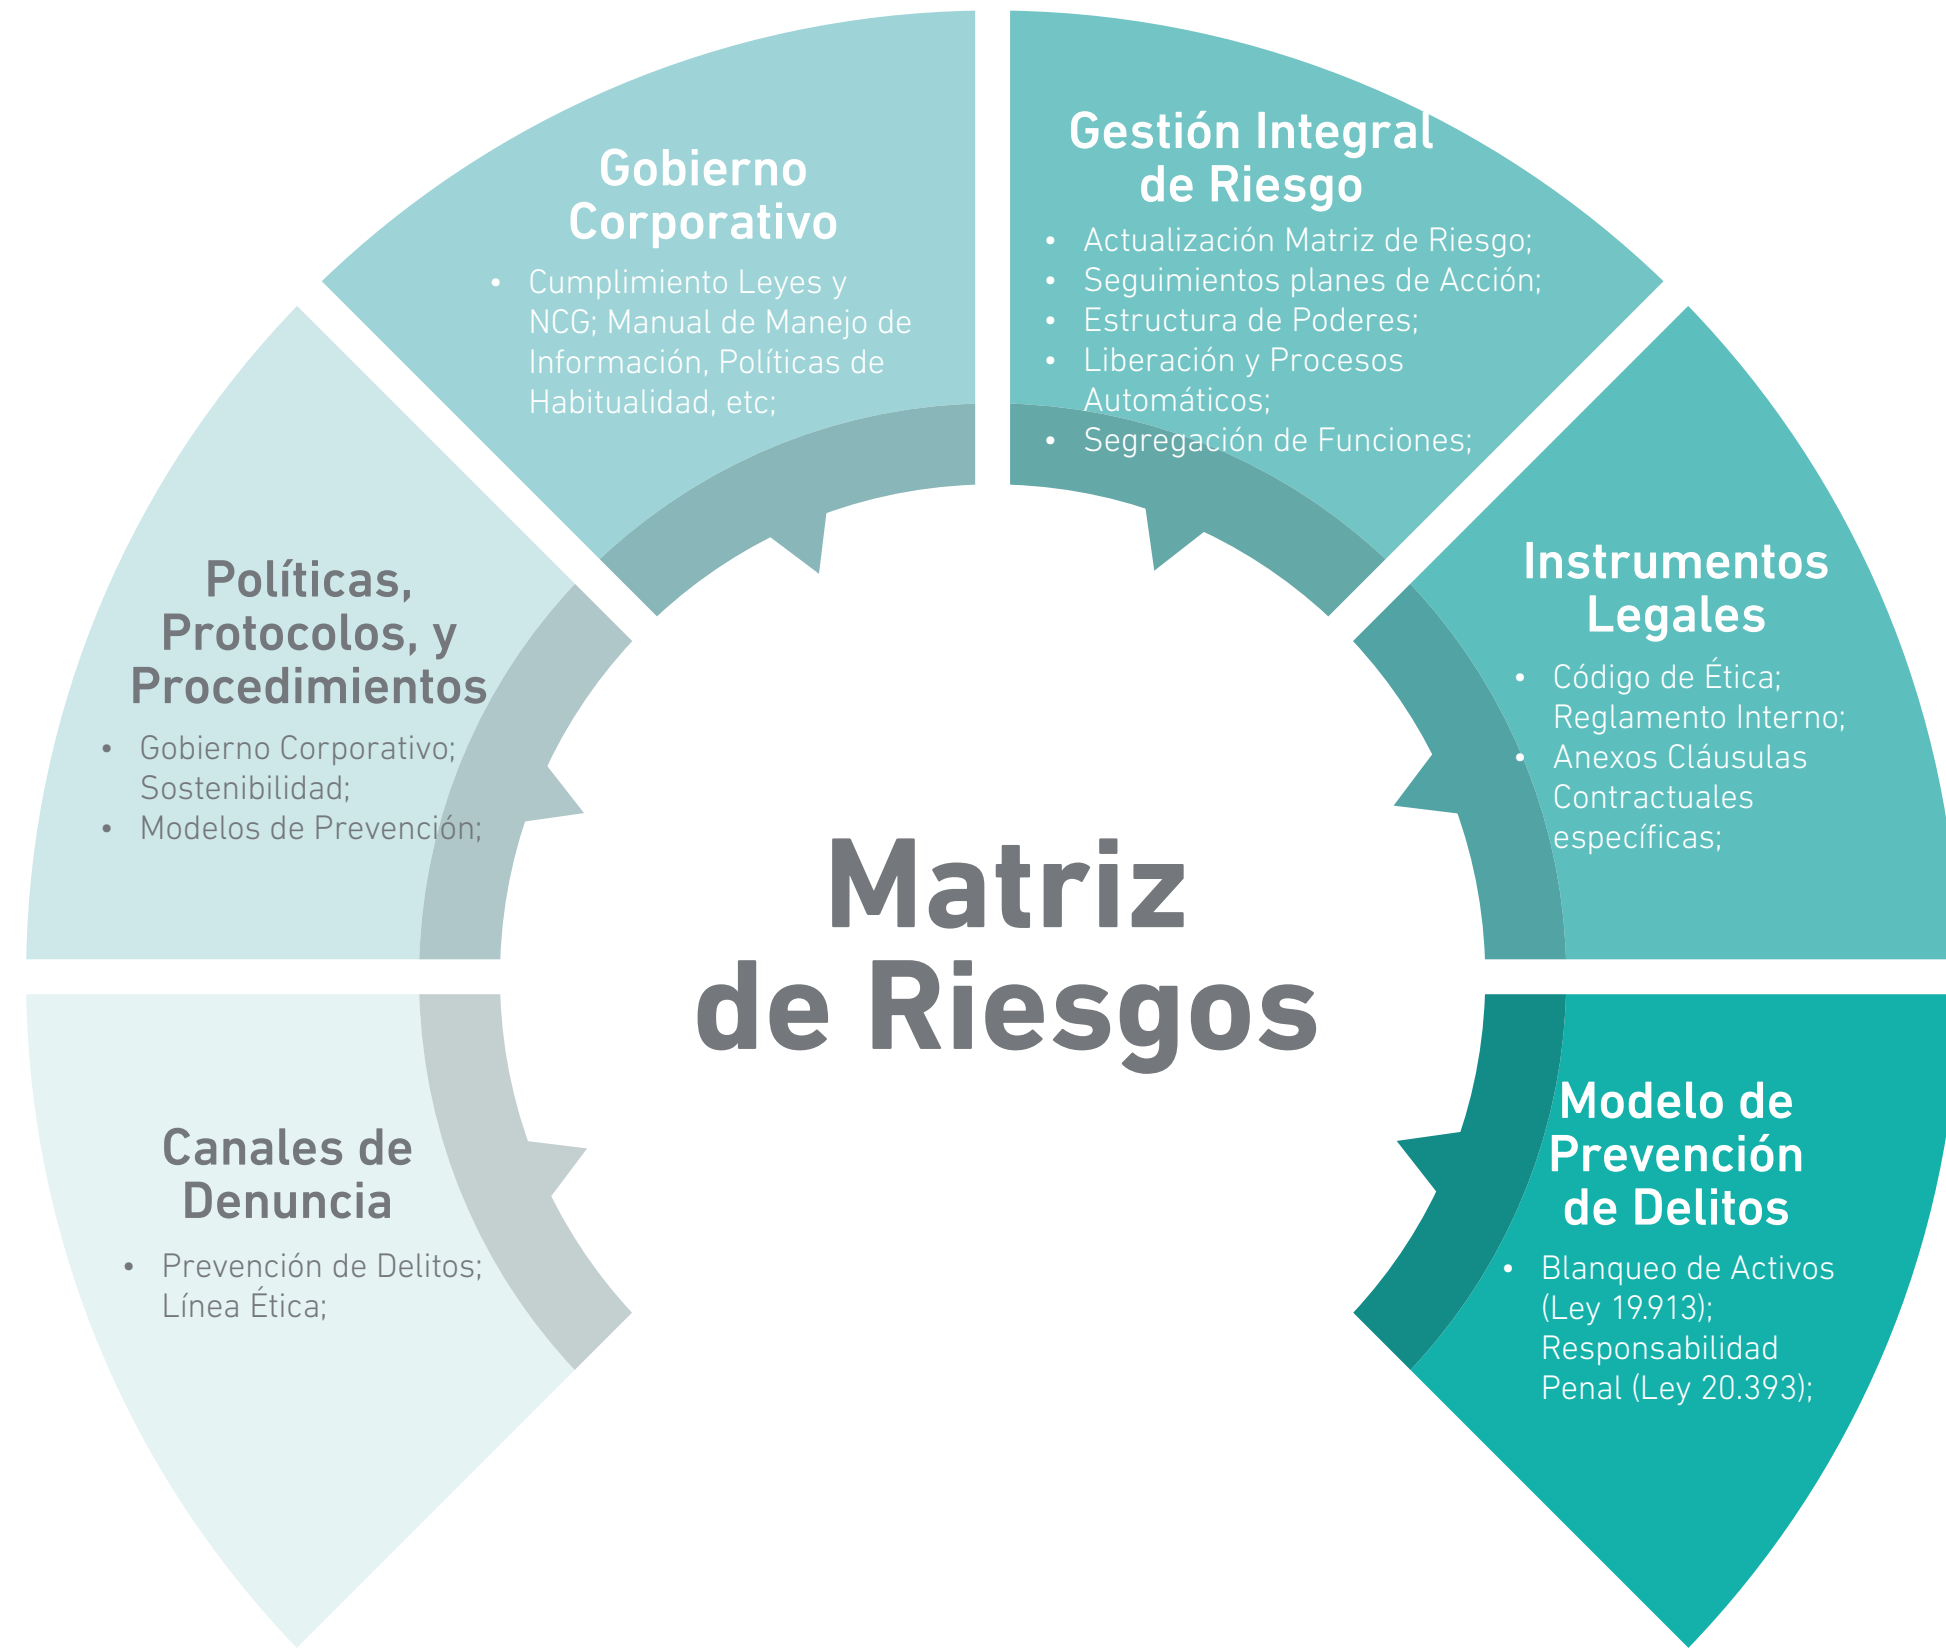 Gestión Integral
de Riesgo
• Actualización Matriz de Riesgo;
• Seguimientos planes de Acción;
• Estructura de Poderes;
• Liberación y Procesos
Automáticos;
• Segregación de Funciones;
Gobierno
Corporativo
• Cumplimiento Leyes y
NCG; Manual de Manejo de
Información, Políticas de
Habitualidad, etc;
Instrumentos
Legales
• Código de Ética;
Reglamento Interno;
• Anexos Cláusulas
Contractuales
específicas;
Políticas,
Protocolos, y
Procedimientos
• Gobierno Corporativo;
Sostenibilidad;
• Modelos de Prevención;
Matriz
de Riesgos
Modelo de
Prevención
de Delitos
• Blanqueo de Activos
(Ley 19.913);
Responsabilidad
Penal (Ley 20.393);
Canales de
Denuncia
• Prevención de Delitos;
Línea Ética;